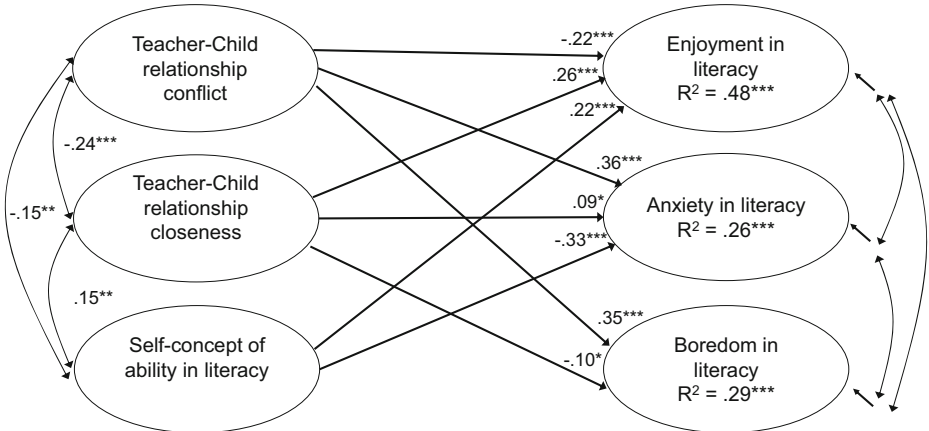 Teacher-Child
relationship
conflict
-.24***
Teacher-Child
relationship
closeness
-.15**
.15**
Self-concept of
ability in literacy
-.22***
.26***
.22***
Enjoyment in
literacy
R² = .48***
.36***
.09*
-.33***
Anxiety in literacy
R² = .26***
.35***
-.10*
Boredom in
literacy
R² = .29***